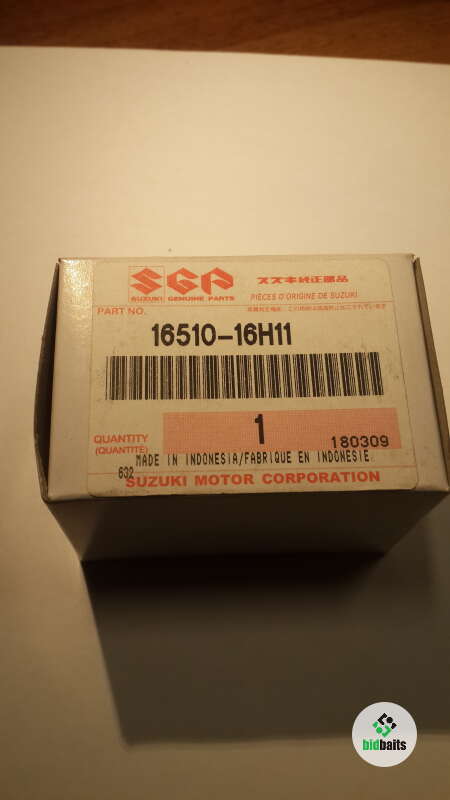 SGP
SUZUKI GENUINE PARTS
スズキ純正部品
PIÈCES D'ORIGINE DE SUZUKI
PART NO.
16510-16H11
QUANTITY
(QUANTITÉ)
1
180309
MADE IN INDONESIA/FABRIQUE EN INDONESIE
632
SUZUKI MOTOR CORPORATION
bidbaits